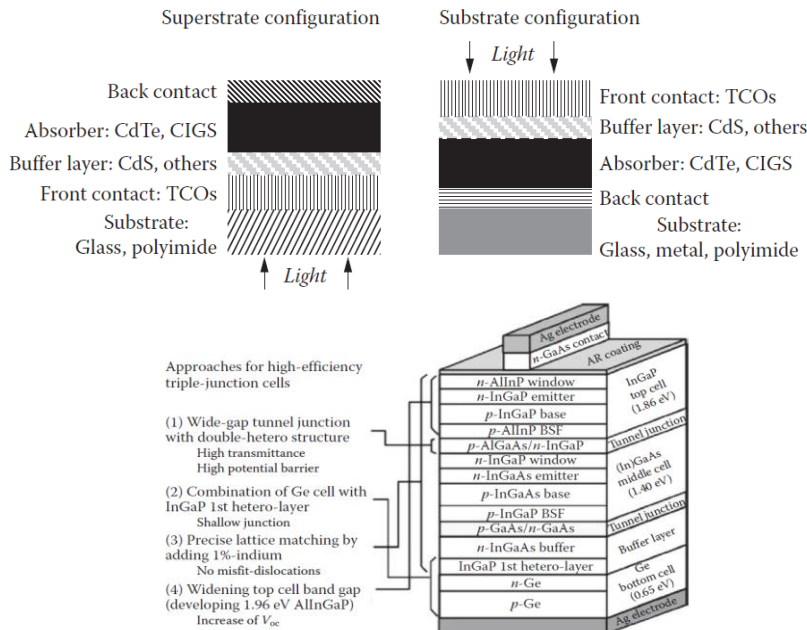 Superstrate configuration
Back contact
Absorber: CdTe, CIGS
Buffer layer: CdS, others
Front contact: TCOs
Substrate:
Glass, polyimide
Light
Substrate configuration
Light
Front contact: TCOs
Buffer layer: CdS, others
Absorber: CdTe, CIGS
Back contact
Substrate:
Glass, metal, polyimide
Approaches for high-efficiency
triple-junction cells
(1) Wide-gap tunnel junction
with double-hetero structure
High transmittance
High potential barrier
(2) Combination of Ge cell with
InGaP 1st hetero-layer
Shallow junction
(3) Precise lattice matching by
adding 1%-indium
No misfit-dislocations
(4) Widening top cell band gap
(developing 1.96 eV AlInGaP)
Increase of Voc
Ag electrode
n-GaAs contact
AR coating
n-AlInP window
n-InGaP emitter
p-InGaP base
p-AlInP BSF
p-AlGaAs/n-InGaP
n-InGaP window
n-InGaAs emitter
p-InGaAs base
p-InGaP BSF
p-GaAs/n-GaAs
n-InGaAs buffer
InGaP 1st hetero-layer
n-Ge
p-Ge
InGaP
top cell
(1.86 eV)
Tunnel junction
(In)GaAs
middle cell
(1.40 eV)
Tunnel junction
Buffer layer
Ge
bottom cell
(0.65 eV)
Ag electrode